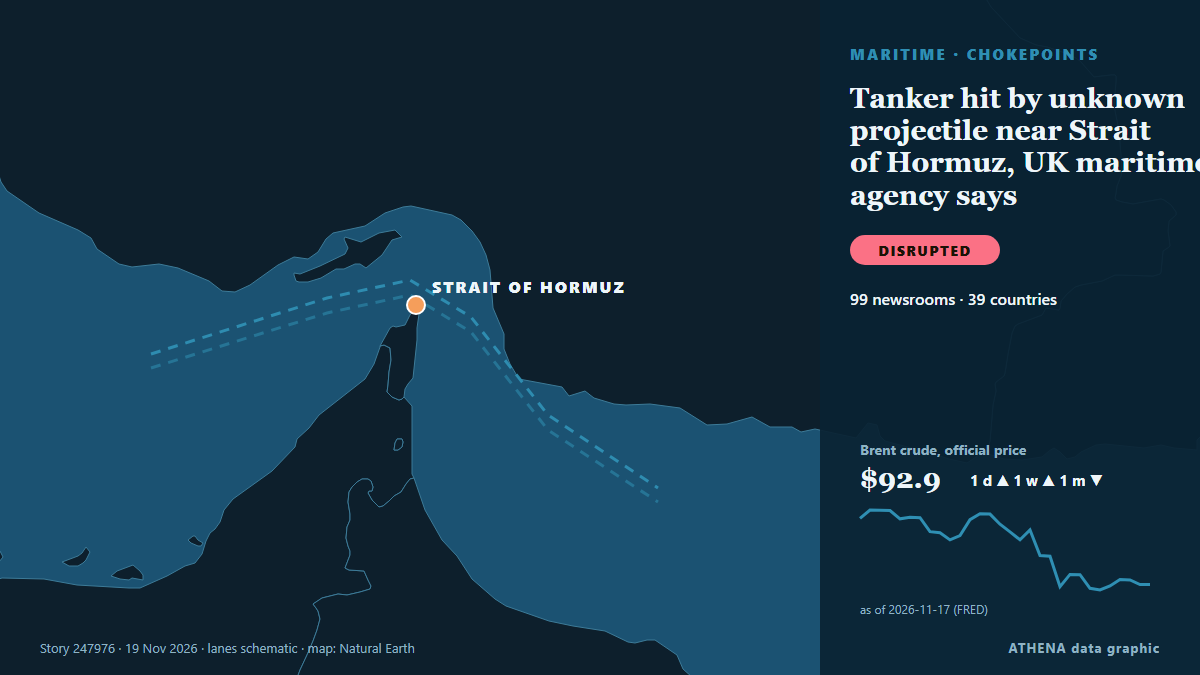 MARITIME · CHOKEPOINTS
Tanker hit by unknown
projectile near Strait
of Hormuz, UK maritime
agency says
DISRUPTED
99 newsrooms · 39 countries
STRAIT OF HORMUZ
Brent crude, official price
$92.9 1 d ▲ 1 w ▲ 1 m ▼
as of 2026-11-17 (FRED)
Story 247976 · 19 Nov 2026 · lanes schematic · map: Natural Earth
ATHENA data graphic